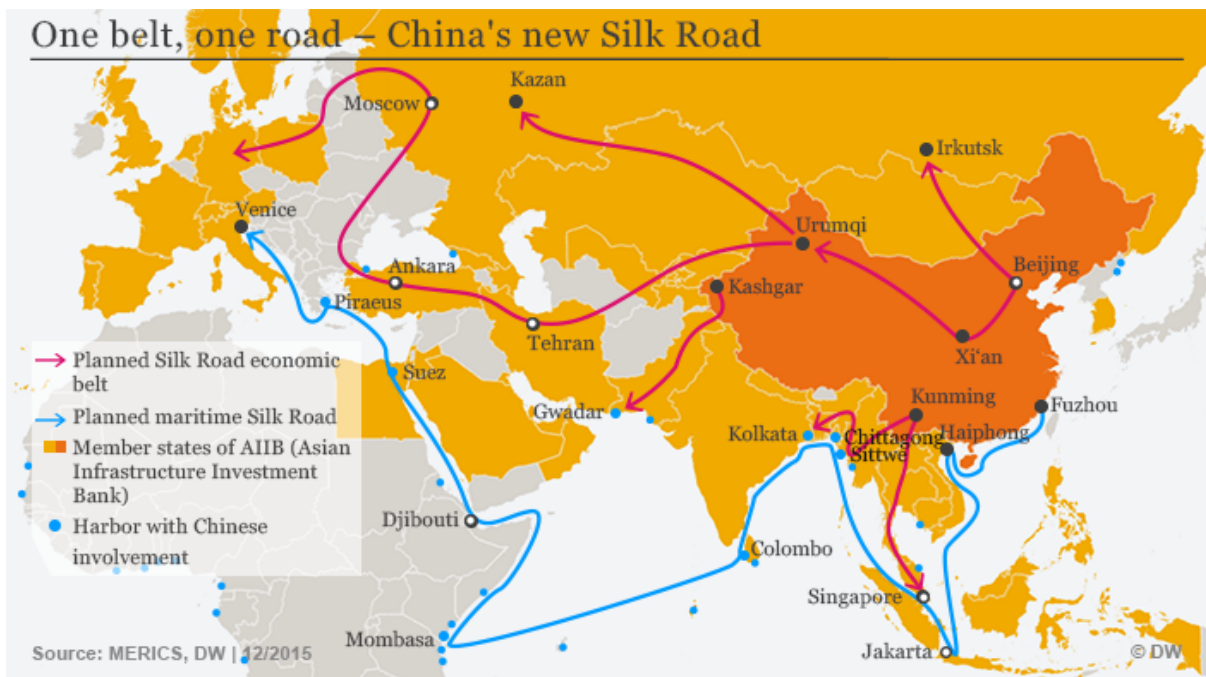 One belt, one road – China's new Silk Road
Kazan
Moscow
Irkutsk
Venice
Urumqi
Ankara
Beijing
Kashgar
Piraeus
Tehran
Xi‘an
Planned Silk Road economic
belt
Suez
Planned maritime Silk Road
Gwadar
Kunming
Fuzhou
Kolkata
Chittagong
Haiphong
Sittwe
Member states of AIIB (Asian
Infrastructure Investment
Bank)
Djibouti
Harbor with Chinese
involvement
Colombo
Singapore
Mombasa
Jakarta
Source: MERICS, DW | 12/2015
© DW